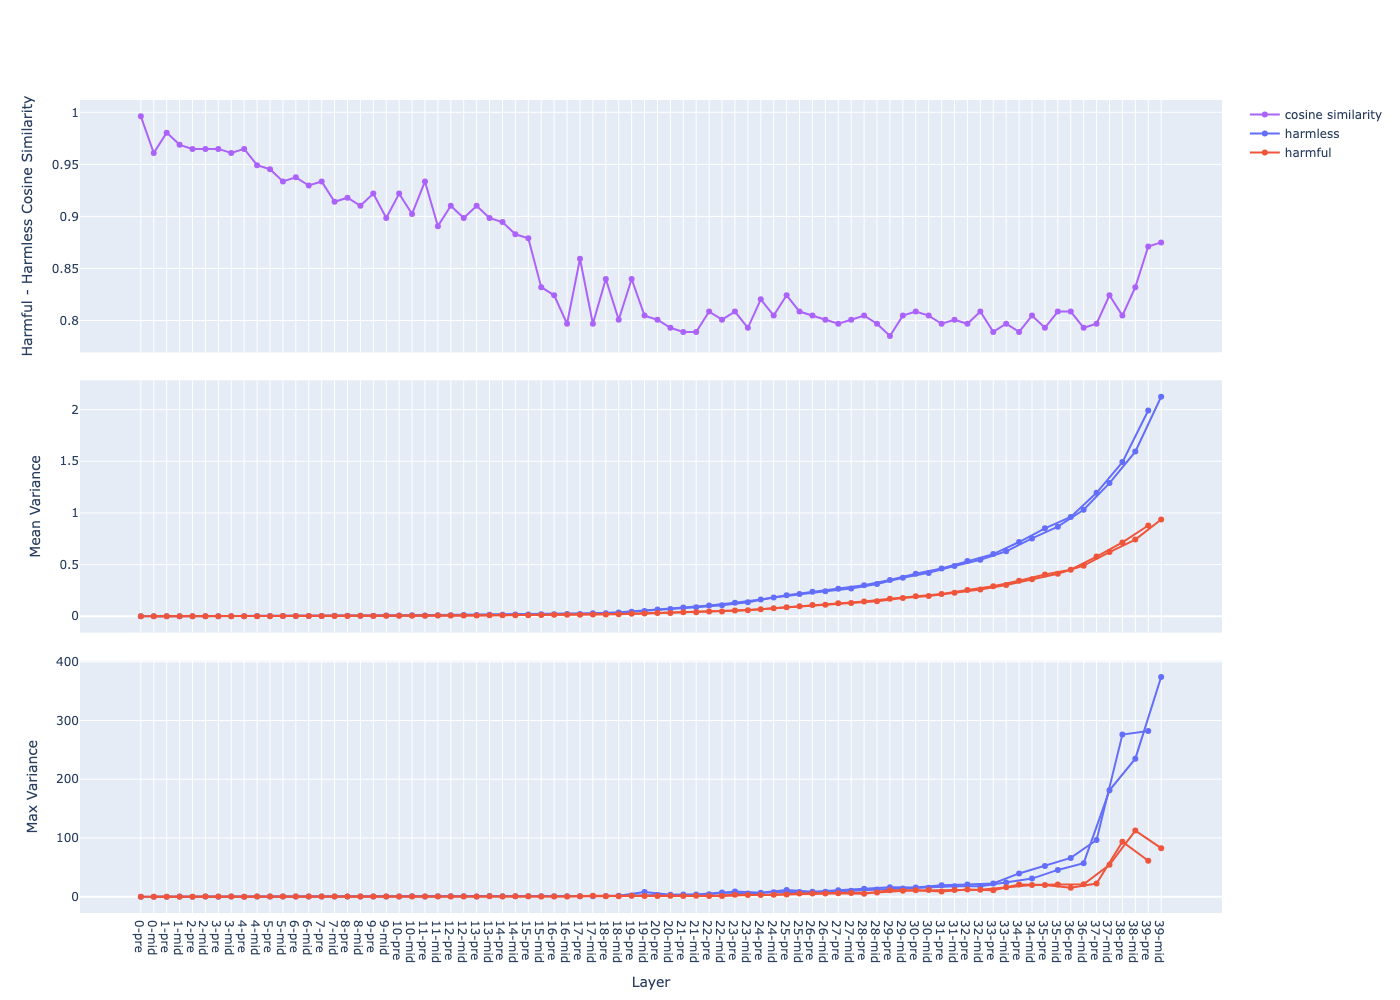 Harmful - Harmless Cosine Similarity
1
0.95
0.9
0.85
0.8
cosine similarity
harmless
harmful
Mean Variance
2
1.5
1
0.5
0
Max Variance
400
300
200
100
0
0-pre
0-mid
1-pre
1-mid
2-pre
2-mid
3-pre
3-mid
4-pre
4-mid
5-pre
5-mid
6-pre
6-mid
7-pre
7-mid
8-pre
8-mid
9-pre
9-mid
10-pre
10-mid
11-pre
11-mid
12-pre
12-mid
13-pre
13-mid
14-pre
14-mid
15-pre
15-mid
16-pre
16-mid
17-pre
17-mid
18-pre
18-mid
19-pre
19-mid
20-pre
20-mid
21-pre
21-mid
22-pre
22-mid
23-pre
23-mid
24-pre
24-mid
25-pre
25-mid
26-pre
26-mid
27-pre
27-mid
28-pre
28-mid
29-pre
29-mid
30-pre
30-mid
31-pre
31-mid
32-pre
32-mid
33-pre
33-mid
34-pre
34-mid
35-pre
35-mid
36-pre
36-mid
37-pre
37-mid
38-pre
38-mid
39-pre
39-mid
Layer